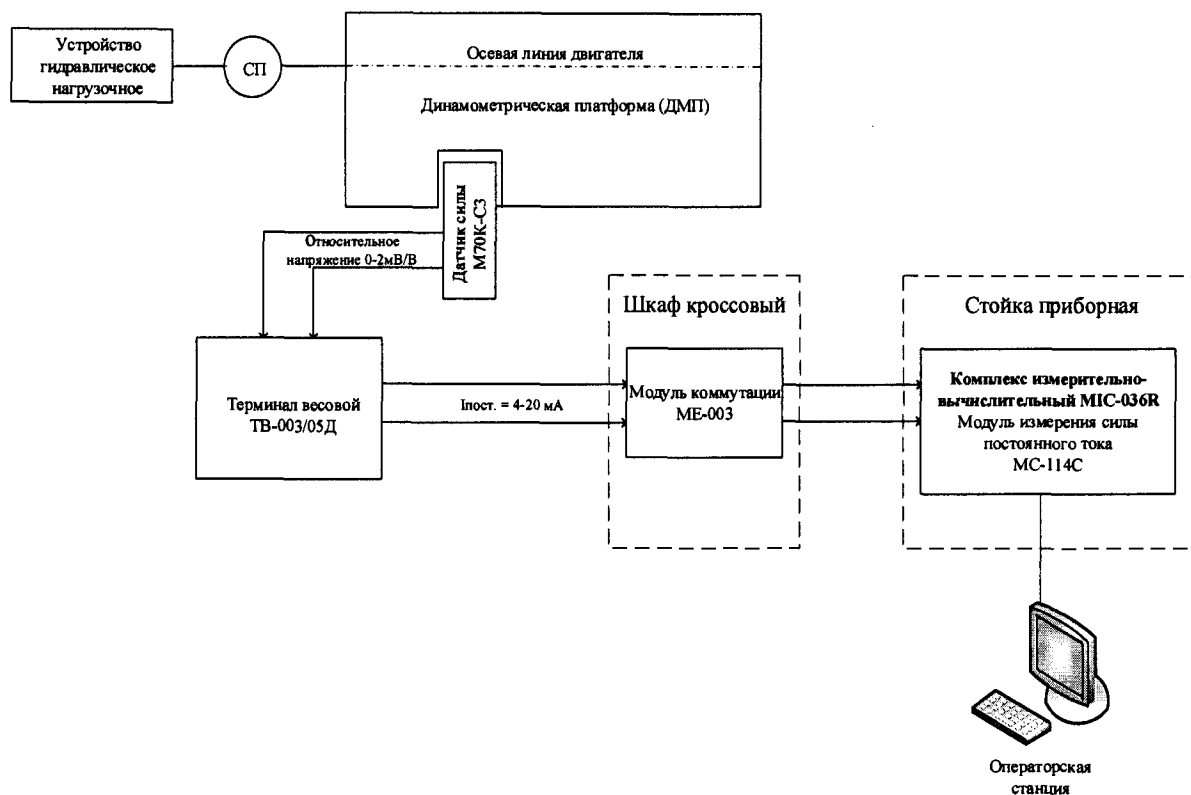 Устройство
гидравлическое
нагрузочное
СП
Осевая линия двигателя
Динамометрическая платформа (ДМП)
Датчик силы
М70К-С3
Относительное
напряжение 0-2мВ/В
Шкаф кроссовый
Стойка приборная
Терминал весовой
ТВ-003/05Д
Iпост. = 4-20 мА
Модуль коммутации
МЕ-003
Комплекс измерительно-
вычислительный MIC-036R
Модуль измерения силы
постоянного тока
МС-114С
Операторская
станция